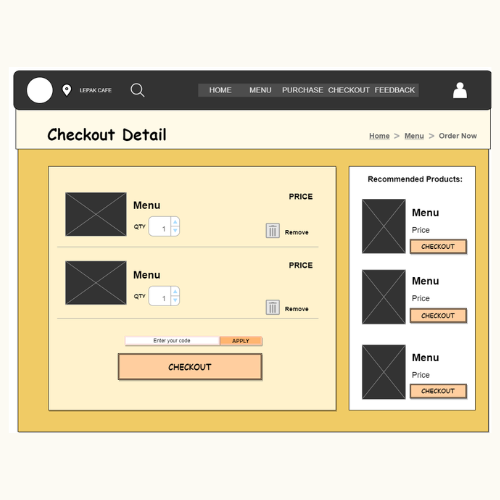 LEPAK CAFE HOME MENU PURCHASE CHECKOUT FEEDBACK
Checkout Detail
Home > Menu > Order Now
Menu
QTY 1
PRICE
Remove
Menu
QTY 1
PRICE
Remove
Enter your code APPLY
CHECKOUT
Recommended Products:
Menu
Price
CHECKOUT
Menu
Price
CHECKOUT
Menu
Price
CHECKOUT